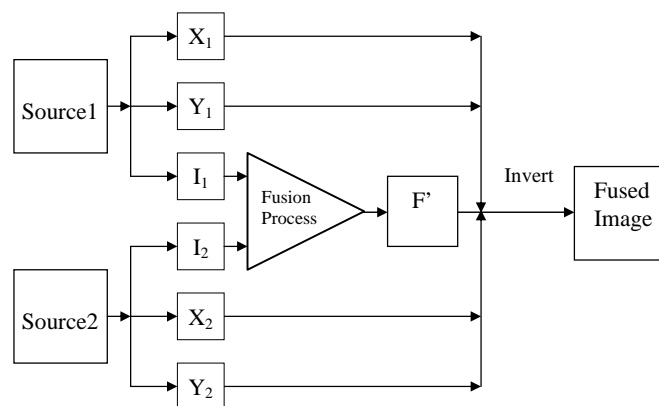 X₁
Source1
Y₁
I₁
Fusion
Process
F’
Invert
Fused
Image
I₂
Source2
X₂
Y₂